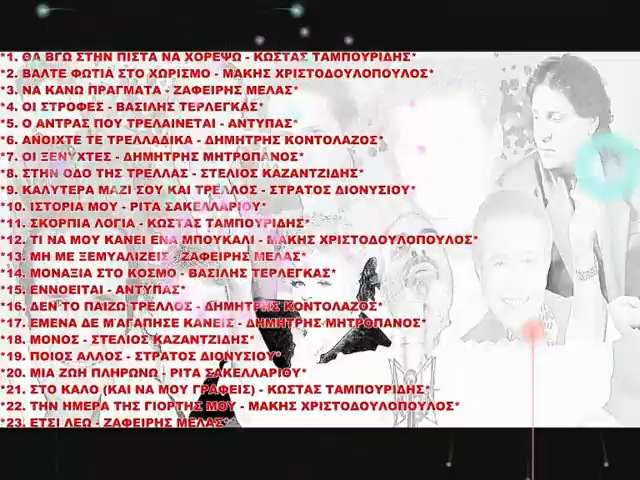 *1. ΘΑ ΒΓΩ ΣΤΗΝ ΠΙΣΤΑ ΝΑ ΧΟΡΕΨΩ - ΚΩΣΤΑΣ ΤΑΜΠΟΥΡΙΔΗΣ*
*2. ΒΑΛΤΕ ΦΩΤΙΑ ΣΤΟ ΧΩΡΙΣΜΟ - ΜΑΚΗΣ ΧΡΙΣΤΟΔΟΥΛΟΠΟΥΛΟΣ*
*3. ΝΑ ΚΑΝΩ ΠΡΑΓΜΑΤΑ - ΖΑΦΕΙΡΗΣ ΜΕΛΑΣ*
*4. ΟΙ ΣΤΡΟΦΕΣ - ΒΑΣΙΛΗΣ ΤΕΡΛΕΓΚΑΣ*
*5. Ο ΑΝΤΡΑΣ ΠΟΥ ΤΡΕΛΑΙΝΕΤΑΙ - ΑΝΤΥΠΑΣ*
*6. ΑΝΟΙΧΤΕ ΤΕ ΤΡΕΛΛΑΔΙΚΑ - ΔΗΜΗΤΡΗΣ ΚΟΝΤΟΛΑΖΟΣ*
*7. ΟΙ ΞΕΝΥΧΤΕΣ - ΔΗΜΗΤΡΗΣ ΜΗΤΡΟΠΑΝΟΣ*
*8. ΣΤΗΝ ΟΔΟ ΤΗΣ ΤΡΕΛΛΑΣ - ΣΤΕΛΙΟΣ ΚΑΖΑΝΤΖΙΔΗΣ*
*9. ΚΑΛΥΤΕΡΑ ΜΑΖΙ ΣΟΥ ΚΑΙ ΤΡΕΛΛΟΣ - ΣΤΡΑΤΟΣ ΔΙΟΝΥΣΙΟΥ*
*10. ΙΣΤΟΡΙΑ ΜΟΥ - ΡΙΤΑ ΣΑΚΕΛΛΑΡΙΟΥ*
*11. ΣΚΟΡΠΙΑ ΛΟΓΙΑ - ΚΩΣΤΑΣ ΤΑΜΠΟΥΡΙΔΗΣ*
*12. ΤΙ ΝΑ ΜΟΥ ΚΑΝΕΙ ΕΝΑ ΜΠΟΥΚΑΛΙ - ΜΑΚΗΣ ΧΡΙΣΤΟΔΟΥΛΟΠΟΥΛΟΣ*
*13. ΜΗ ΜΕ ΞΕΜΥΑΛΙΖΕΙΣ - ΖΑΦΕΙΡΗΣ ΜΕΛΑΣ*
*14. ΜΟΝΑΞΙΑ ΣΤΟ ΚΟΣΜΟ - ΒΑΣΙΛΗΣ ΤΕΡΛΕΓΚΑΣ*
*15. ΕΝΝΟΕΙΤΑΙ - ΑΝΤΥΠΑΣ*
*16. ΔΕΝ ΤΟ ΠΑΙΖΩ ΤΡΕΛΛΟΣ - ΔΗΜΗΤΡΗΣ ΚΟΝΤΟΛΑΖΟΣ*
*17. ΕΜΕΝΑ ΔΕ Μ'ΑΓΑΠΗΣΕ ΚΑΝΕΙΣ - ΔΗΜΗΤΡΗΣ ΜΗΤΡΟΠΑΝΟΣ*
*18. ΜΟΝΟΣ - ΣΤΕΛΙΟΣ ΚΑΖΑΝΤΖΙΔΗΣ*
*19. ΠΟΙΟΣ ΑΛΛΟΣ - ΣΤΡΑΤΟΣ ΔΙΟΝΥΣΙΟΥ*
*20. ΜΙΑ ΖΩΗ ΠΛΗΡΩΝΩ - ΡΙΤΑ ΣΑΚΕΛΛΑΡΙΟΥ*
*21. ΣΤΟ ΚΑΛΟ (ΚΑΙ ΝΑ ΜΟΥ ΓΡΑΦΕΙΣ) - ΚΩΣΤΑΣ ΤΑΜΠΟΥΡΙΔΗΣ*
*22. ΤΗΝ ΗΜΕΡΑ ΤΗΣ ΓΙΟΡΤΗΣ ΜΟΥ - ΜΑΚΗΣ ΧΡΙΣΤΟΔΟΥΛΟΠΟΥΛΟΣ*
*23. ΕΤΣΙ ΛΕΩ - ΖΑΦΕΙΡΗΣ ΜΕΛΑΣ*